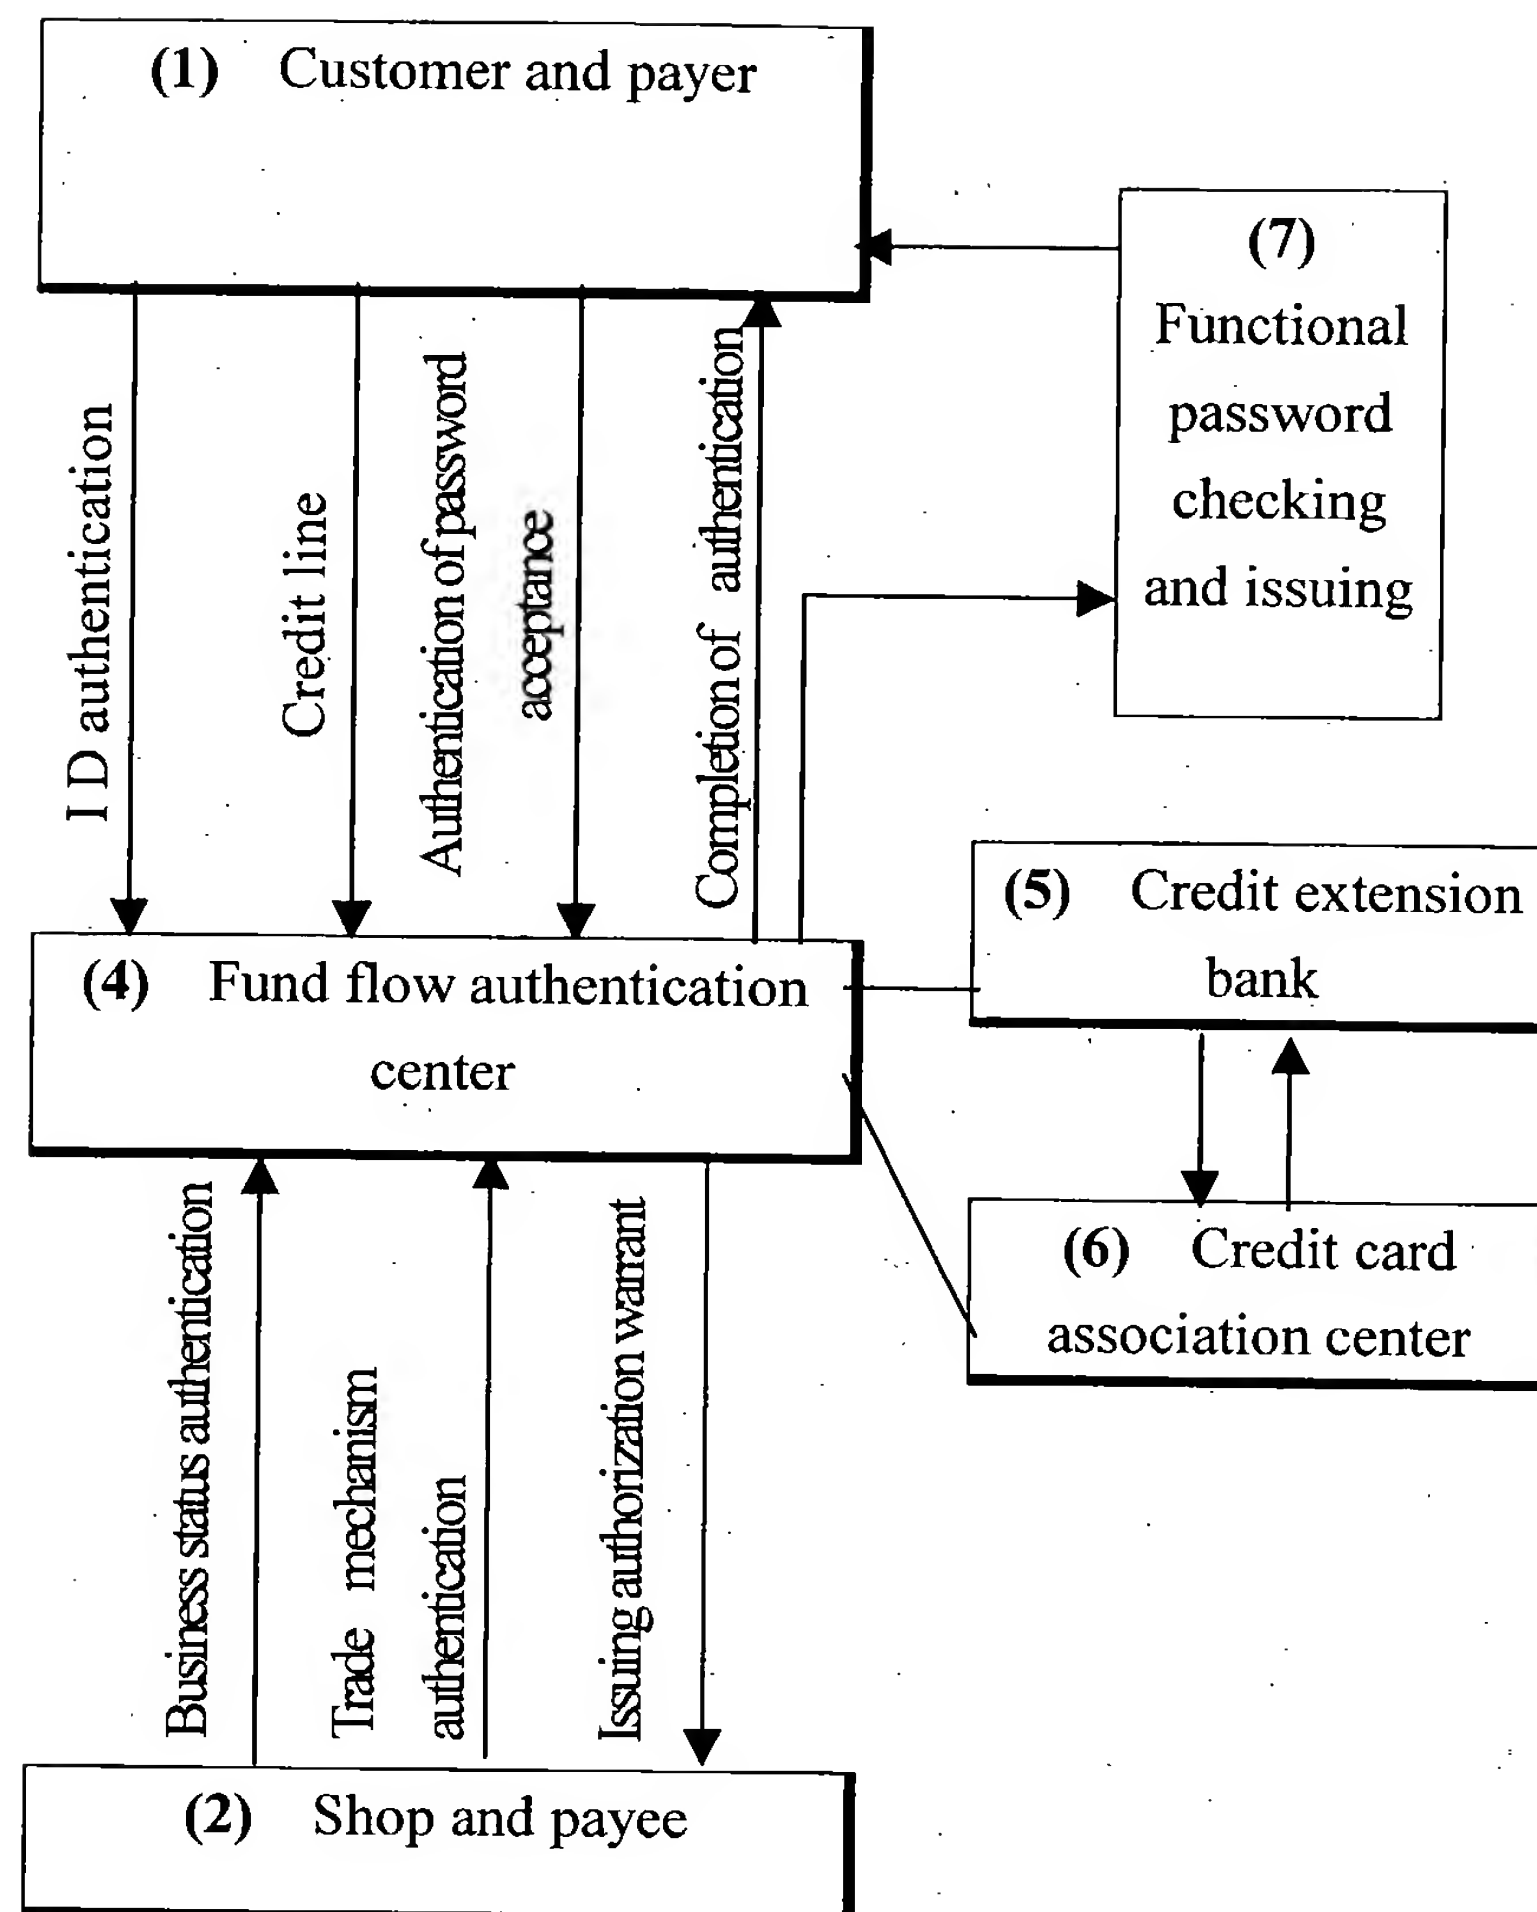 (1) Customer and payer
(7)
Functional
password
checking
and issuing
I D authentication
Credit line
Authentication of password
acceptance
Completion of authentication
(4) Fund flow authentication
center
(5) Credit extension
bank
(6) Credit card
association center
Business status authentication
Trade mechanism
authentication
Issuing authorization warrant
(2) Shop and payee